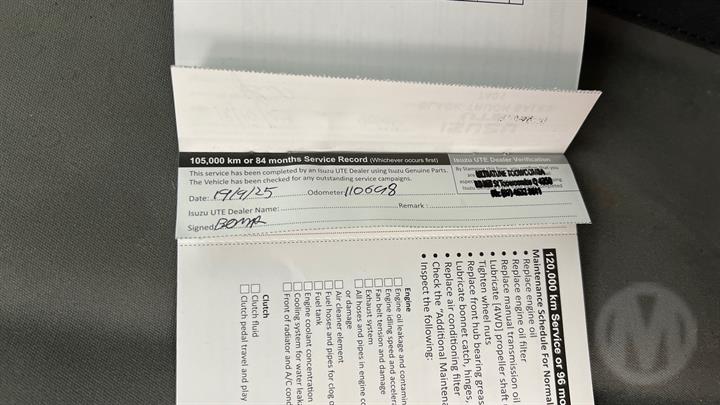 105,000 km or 84 months Service Record (Whichever occurs first)
Isuzu UTE Dealer Verification
This service has been completed by an Isuzu UTE Dealer using Isuzu Genuine Parts.
The Vehicle has been checked for any outstanding service campaigns.
Date: 19/9/25 Odometer: 110698
Isuzu UTE Dealer Name: Remark:
Signed
120,000 km Service or 96 mo
Maintenance Schedule For Normal
• Replace engine oil
• Replace engine oil filter
• Replace manual transmission oil
• Lubricate [4WD] propeller shaft
• Tighten wheel nuts
• Replace front hub bearing greas
• Lubricate bonnet catch, hinges,
• Replace air conditioning filter
• Check the "Additional Maintena
• Inspect the following:
Engine
Engine oil leakage and contamin
Engine idling speed and accelera
Fan belt tension and damage
Exhaust system
All hoses and pipes in engine co
or damage
Air cleaner element
Fuel hoses and pipes for clog o
Fuel tank
Engine coolant concentration
Cooling system for water leak
Front of radiator and A/C cond
Clutch
Clutch fluid
Clutch pedal travel and play